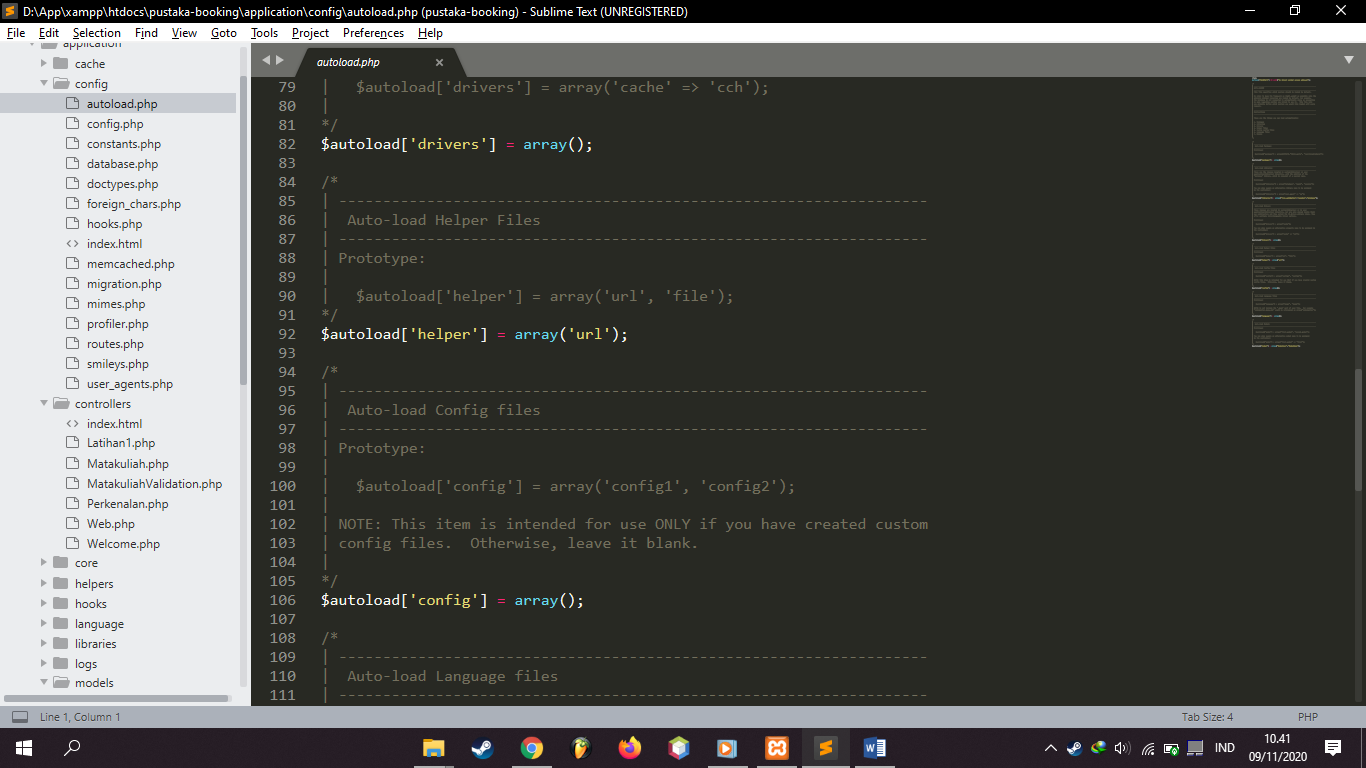 D:\App\xampp\htdocs\pustaka-booking\application\config\autoload.php (pustaka-booking) - Sublime Text (UNREGISTERED)
File Edit Selection Find View Goto Tools Project Preferences Help
application
cache
config
autoload.php
config.php
constants.php
database.php
doctypes.php
foreign_chars.php
hooks.php
index.html
memcached.php
migration.php
mimes.php
profiler.php
routes.php
smileys.php
user_agents.php
controllers
index.html
Latihan1.php
Matakuliah.php
MatakuliahValidation.php
Perkenalan.php
Web.php
Welcome.php
core
helpers
hooks
language
libraries
logs
models
autoload.php
79 | $autoload['drivers'] = array('cache' => 'cch');
80 |
81 */
82 $autoload['drivers'] = array();
83
84 /*
85 | -------------------------------------------------------------------
86 | Auto-load Helper Files
87 | -------------------------------------------------------------------
88 | Prototype:
89 |
90 | $autoload['helper'] = array('url', 'file');
91 */
92 $autoload['helper'] = array('url');
93
94 /*
95 | -------------------------------------------------------------------
96 | Auto-load Config files
97 | -------------------------------------------------------------------
98 | Prototype:
99 |
100 | $autoload['config'] = array('config1', 'config2');
101 |
102 | NOTE: This item is intended for use ONLY if you have created custom
103 | config files.  Otherwise, leave it blank.
104 |
105 */
106 $autoload['config'] = array();
107
108 /*
109 | -------------------------------------------------------------------
110 | Auto-load Language files
111 | -------------------------------------------------------------------
Line 1, Column 1
Tab Size: 4
PHP
IND
10.41
09/11/2020